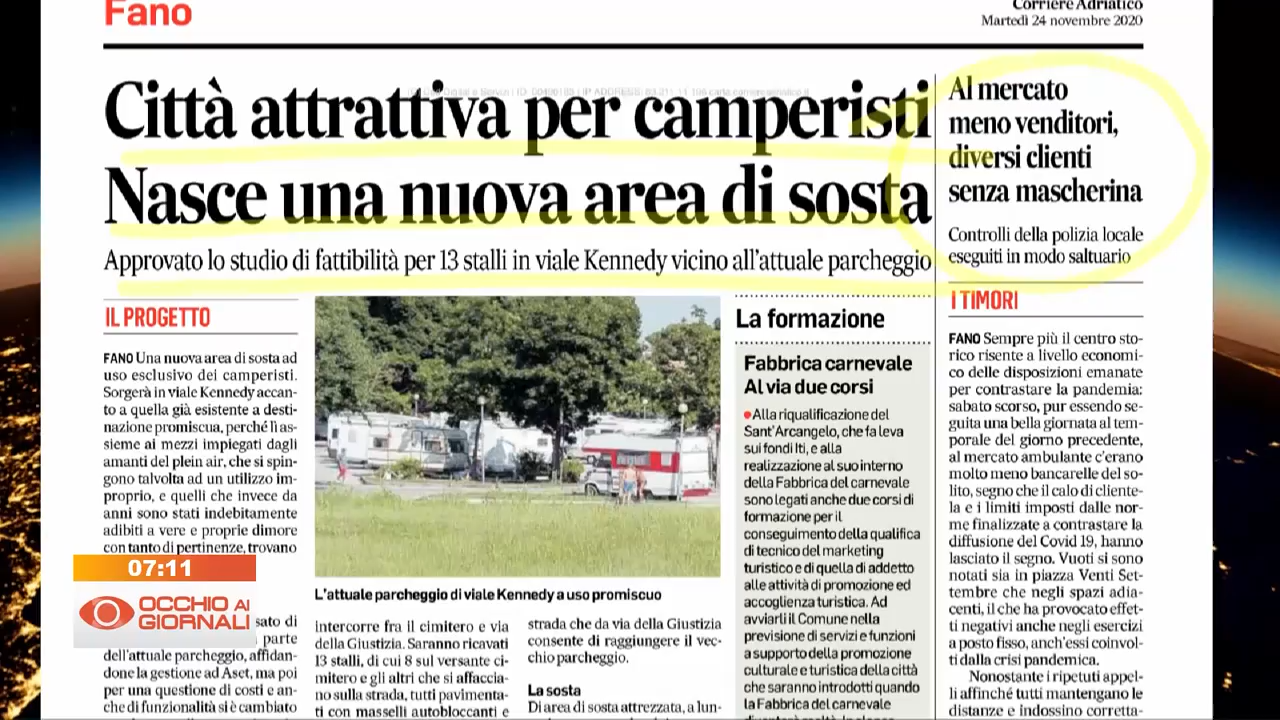 Fano
Corriere Adriatico
Martedì 24 novembre 2020
Città attrattiva per camperisti
Nasce una nuova area di sosta
Approvato lo studio di fattibilità per 13 stalli in viale Kennedy vicino all'attuale parcheggio
Al mercato
meno venditori,
diversi clienti
senza mascherina
Controlli della polizia locale
eseguiti in modo saltuario
IL PROGETTO
FANO Una nuova area di sosta ad
uso esclusivo dei camperisti.
Sorgerà in viale Kennedy accan-
to a quella già esistente a desti-
nazione promiscua, perché lì as-
sieme ai mezzi impiegati dagli
amanti del plein air, che si spin-
gono talvolta ad un utilizzo im-
proprio, e quelli che invece da
anni sono stati indebitamente
adibiti a vere e proprie dimore
con tanto di pertinenze, trovano
sato di
parte
dell'attuale parcheggio, affidan-
done la gestione ad Aset, ma poi
per una questione di costi e an-
che di funzionalità si è cambiato
L'attuale parcheggio di viale Kennedy a uso promiscuo
intercorre fra il cimitero e via
della Giustizia. Saranno ricavati
13 stalli, di cui 8 sul versante ci-
mitero e gli altri che si affaccia-
no sulla strada, tutti pavimenta-
ti con masselli autobloccanti e
strada che da via della Giustizia
consente di raggiungere il vec-
chio parcheggio.
La sosta
Di area di sosta attrezzata, a lun-
La formazione
Fabbrica carnevale
Al via due corsi
●Alla riqualificazione del
Sant'Arcangelo, che fa leva
sui fondi Iti, e alla
realizzazione al suo interno
della Fabbrica del carnevale
sono legati anche due corsi di
formazione per il
conseguimento della qualifica
di tecnico del marketing
turistico e di quella di addetto
alle attività di promozione ed
accoglienza turistica. Ad
avviarli il Comune nella
previsione di servizi e funzioni
a supporto della promozione
culturale e turistica della città
che saranno introdotti quando
la Fabbrica del carnevale
I TIMORI
FANO Sempre più il centro sto-
rico risente a livello economi-
co delle disposizioni emanate
per contrastare la pandemia:
sabato scorso, pur essendo se-
guita una bella giornata al tem-
porale del giorno precedente,
al mercato ambulante c'erano
molto meno bancarelle del so-
lito, segno che il calo di cliente-
la e i limiti imposti dalle nor-
me finalizzate a contrastare la
diffusione del Covid 19, hanno
lasciato il segno. Vuoti si sono
notati sia in piazza Venti Set-
tembre che negli spazi adia-
centi, il che ha provocato effet-
ti negativi anche negli esercizi
a posto fisso, anch'essi coinvol-
ti dalla crisi pandemica.
Nonostante i ripetuti appel-
li affinché tutti mantengano le
distanze e indossino corretta-
07:11
OCCHIO AI
GIORNALI